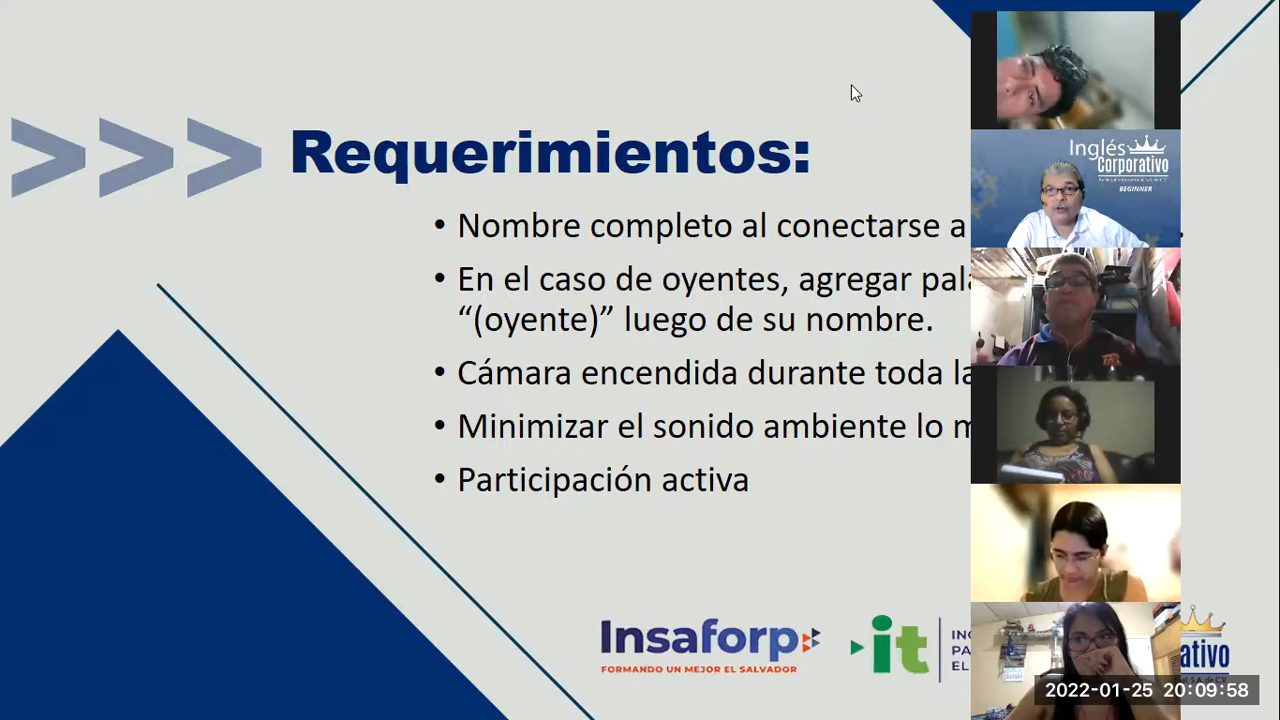 >>> Requerimientos:
• Nombre completo al conectarse a
• En el caso de oyentes, agregar pala
“(oyente)” luego de su nombre.
• Cámara encendida durante toda la
• Minimizar el sonido ambiente lo m
• Participación activa
Inglés
Corporativo
BEGINNER
Insaforp
FORMANDO UN MEJOR EL SALVADOR
it
ING
PA
EL
ativo
2022-01-25 20:09:58